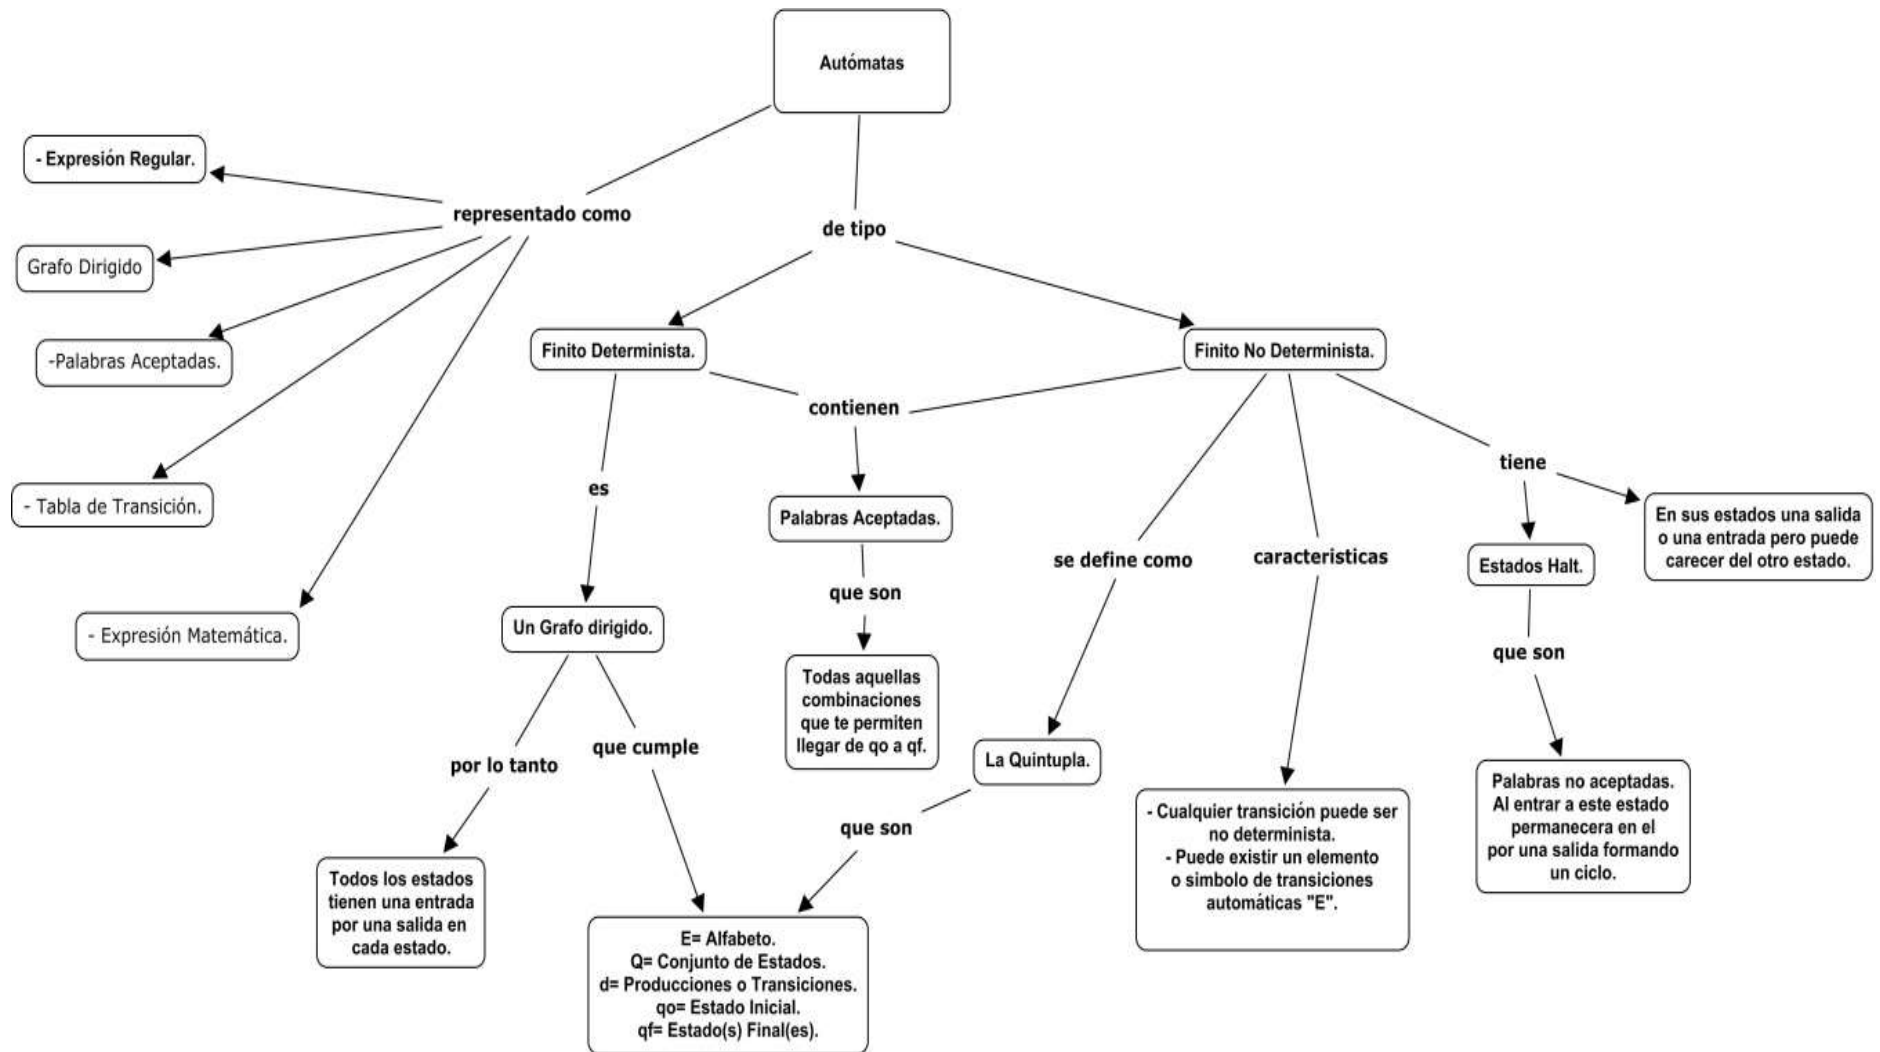 Autómatas
- Expresión Regular.
representado como
de tipo
Grafo Dirigido
-Palabras Aceptadas.
Finito Determinista.
Finito No Determinista.
contienen
- Tabla de Transición.
es
tiene
Palabras Aceptadas.
En sus estados una salida
o una entrada pero puede
carecer del otro estado.
se define como
caracteristicas
Estados Halt.
que son
- Expresión Matemática.
Un Grafo dirigido.
que son
Todas aquellas
combinaciones
que te permiten
llegar de qo a qf.
por lo tanto
que cumple
La Quintupla.
que son
Palabras no aceptadas.
Al entrar a este estado
permanecera en el
por una salida formando
un ciclo.
- Cualquier transición puede ser
no determinista.
- Puede existir un elemento
o simbolo de transiciones
automáticas "E".
Todos los estados
tienen una entrada
por una salida en
cada estado.
E= Alfabeto.
Q= Conjunto de Estados.
d= Producciones o Transiciones.
qo= Estado Inicial.
qf= Estado(s) Final(es).